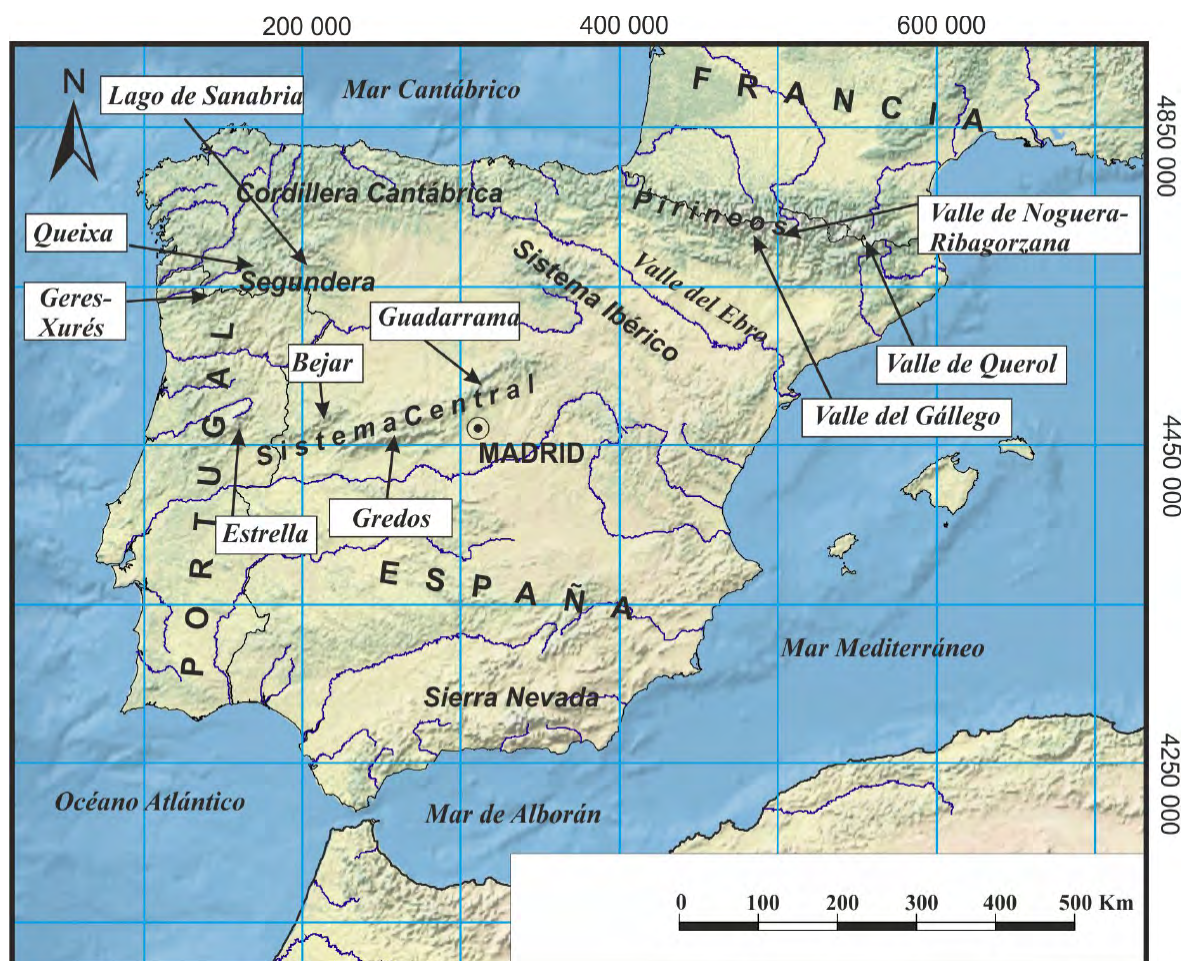 200 000
400 000
600 000
N
Lago de Sanabria
Mar Cantábrico
FRANCIA
4850 000
Cordillera Cantábrica
Pirineos
Valle de Noguera-
Ribagorzana
Queixa
Segundera
Sistema Ibérico
Valle del Ebro
Geres-
Xurés
Guadarrama
Bejar
Valle de Querol
Sistema Central
Valle del Gállego
PORTUGAL
MADRID
4450 000
Estrella
Gredos
ESPAÑA
Mar Mediterráneo
Sierra Nevada
4250 000
Océano Atlántico
Mar de Alborán
0 100 200 300 400 500 Km